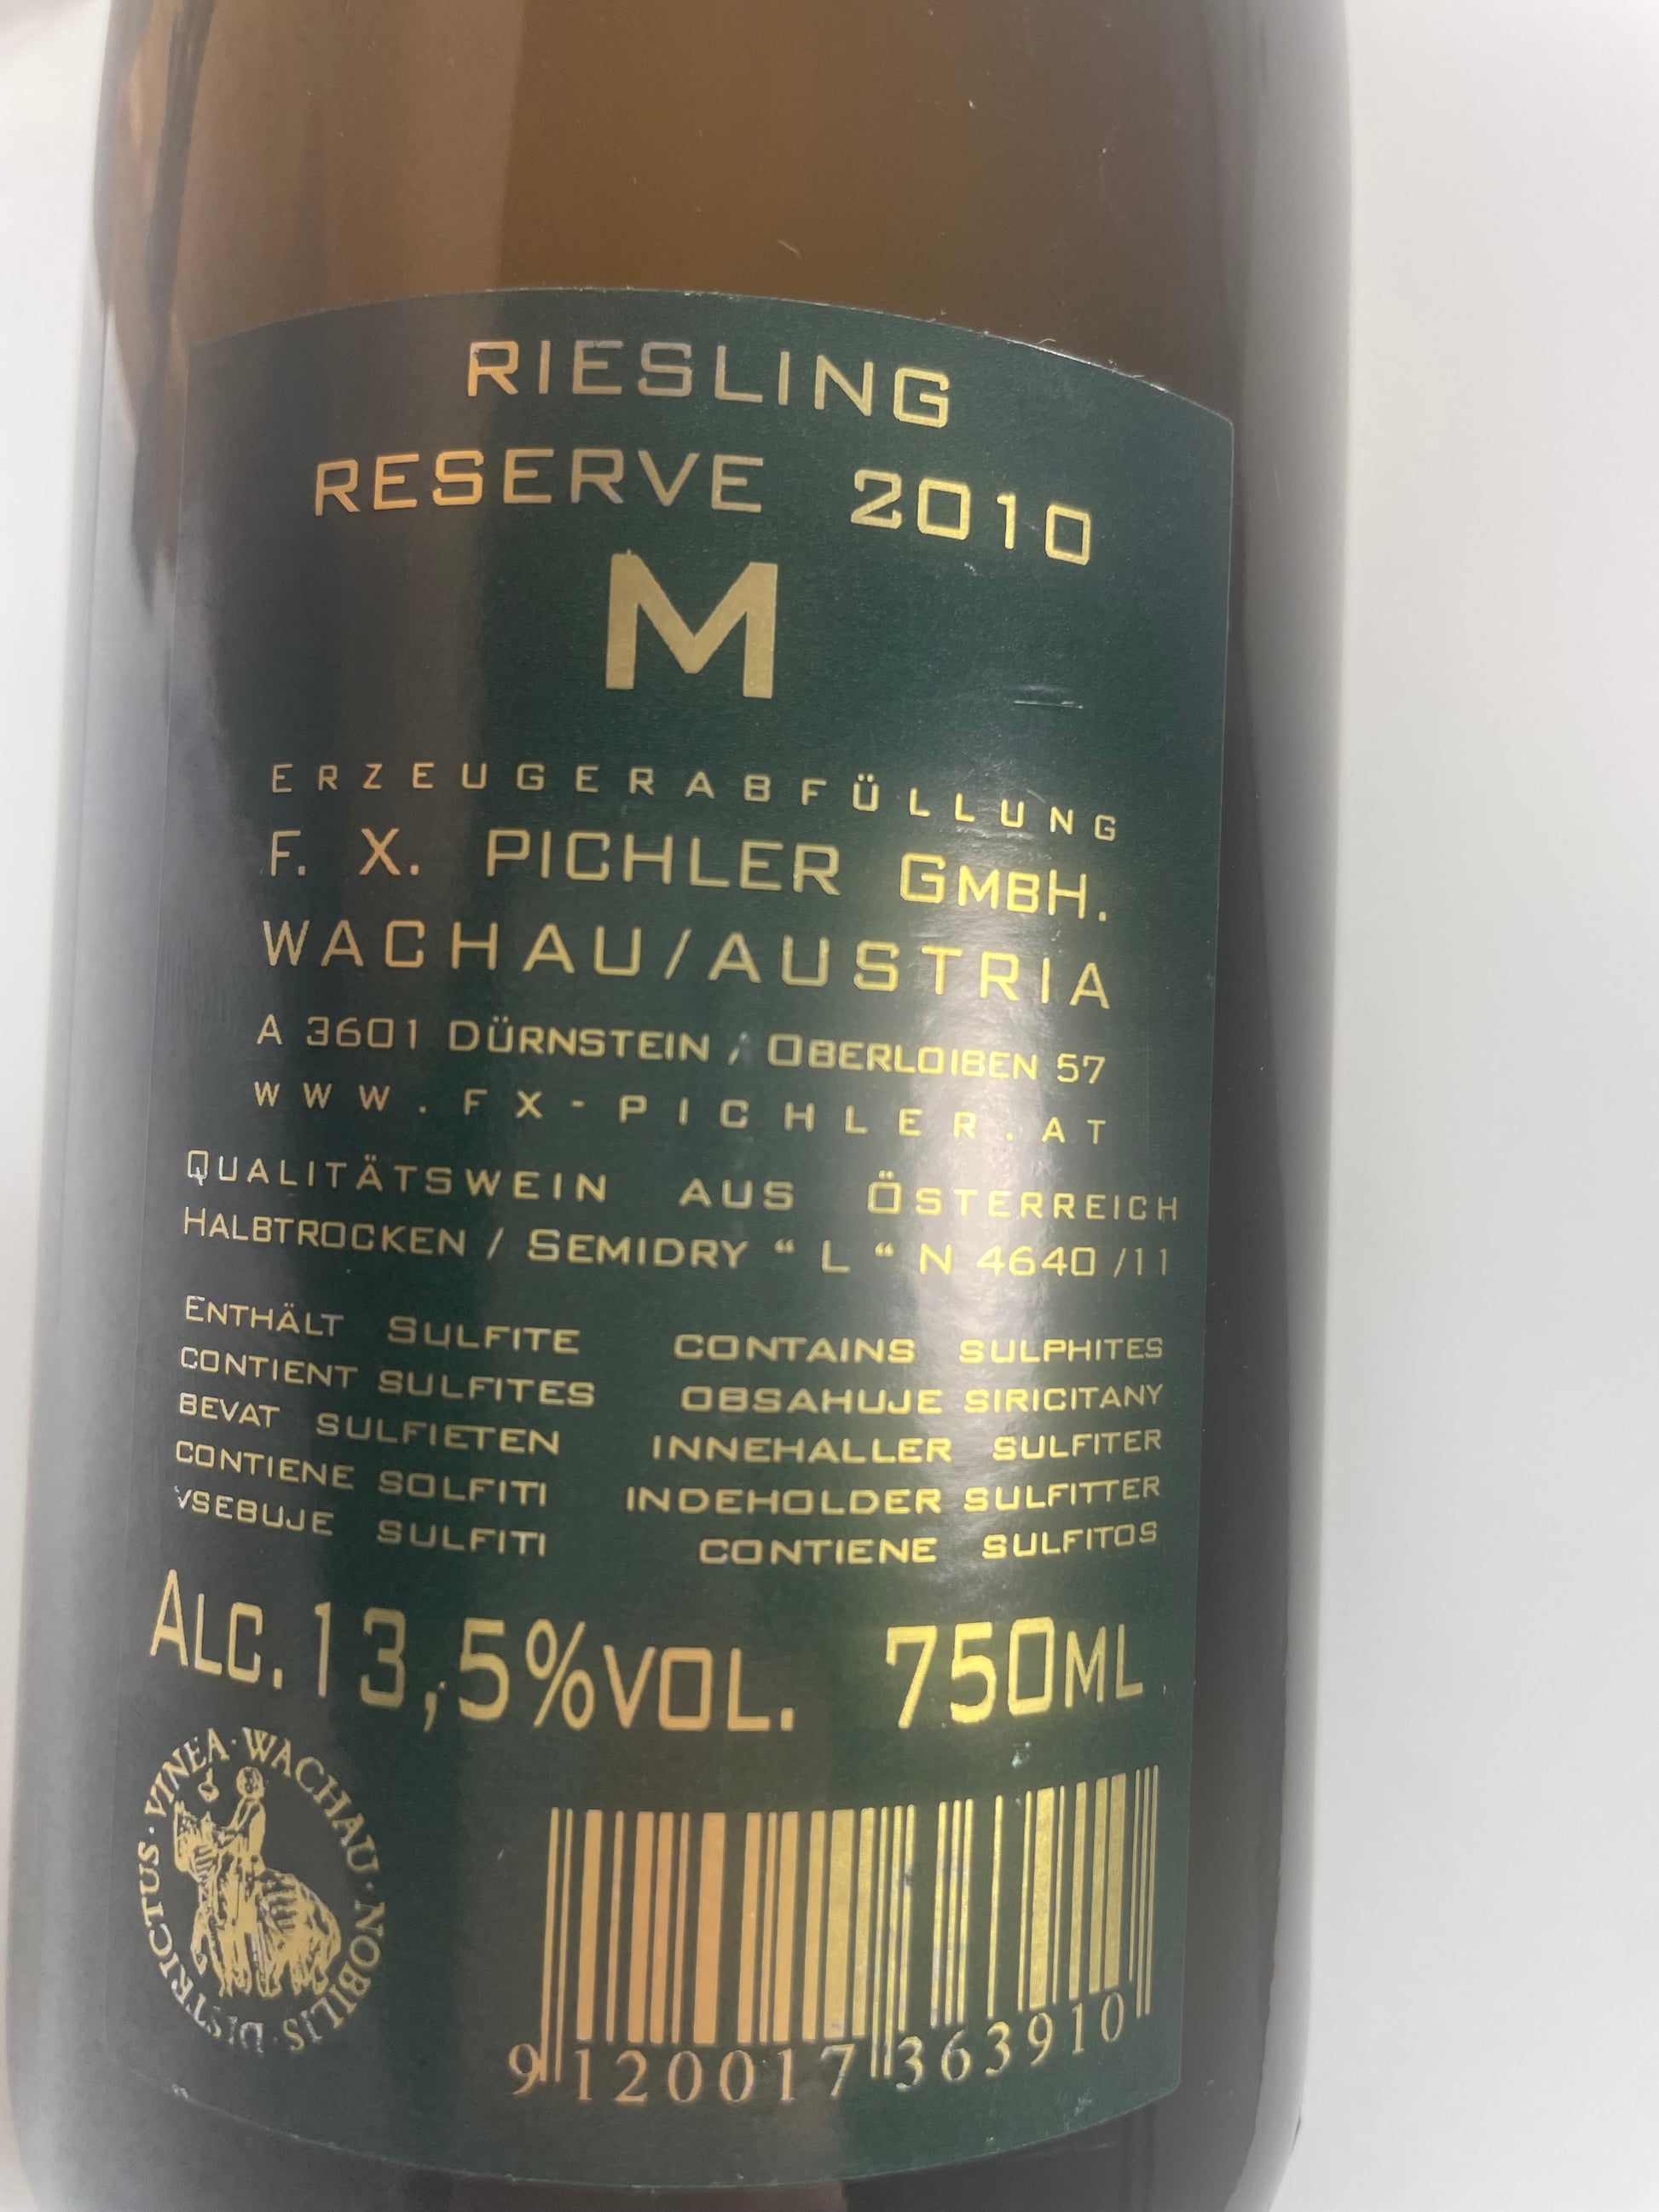 RIESLING
RESERVE 2010
M
ERZEUGERABFÜLLUNG
F. X. PICHLER GMBH.
WACHAU/AUSTRIA
A 3601 DÜRNSTEIN / OBERLOIBEN 57
WWW.FX-PICHLER.AT
QUALITÄTSWEIN AUS ÖSTERREICH
HALBTROCKEN / SEMIDRY “ L “ N 4640 /11
ENTHÄLT SULFITE CONTAINS SULPHITES
CONTIENT SULFITES OBSAHUJE SIRICITANY
BEVAT SULFIETEN INNEHALLER SULFITER
CONTIENE SOLFITI INDEHOLDER SULFITTER
VSEBUJE SULFITI CONTIENE SULFITOS
ALC. 13,5%VOL. 750ML
VINEA · WACHAU · NOBILIS · DISTRICTUS ·
9 120017 363910